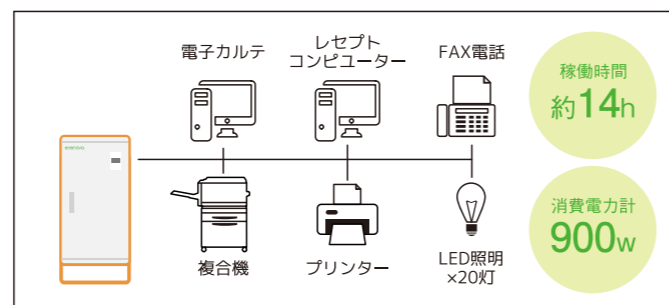 電子カルテ
レセプト
コンピューター
FAX電話
稼働時間
約14h
複合機
プリンター
LED照明
×20灯
消費電力計
900w